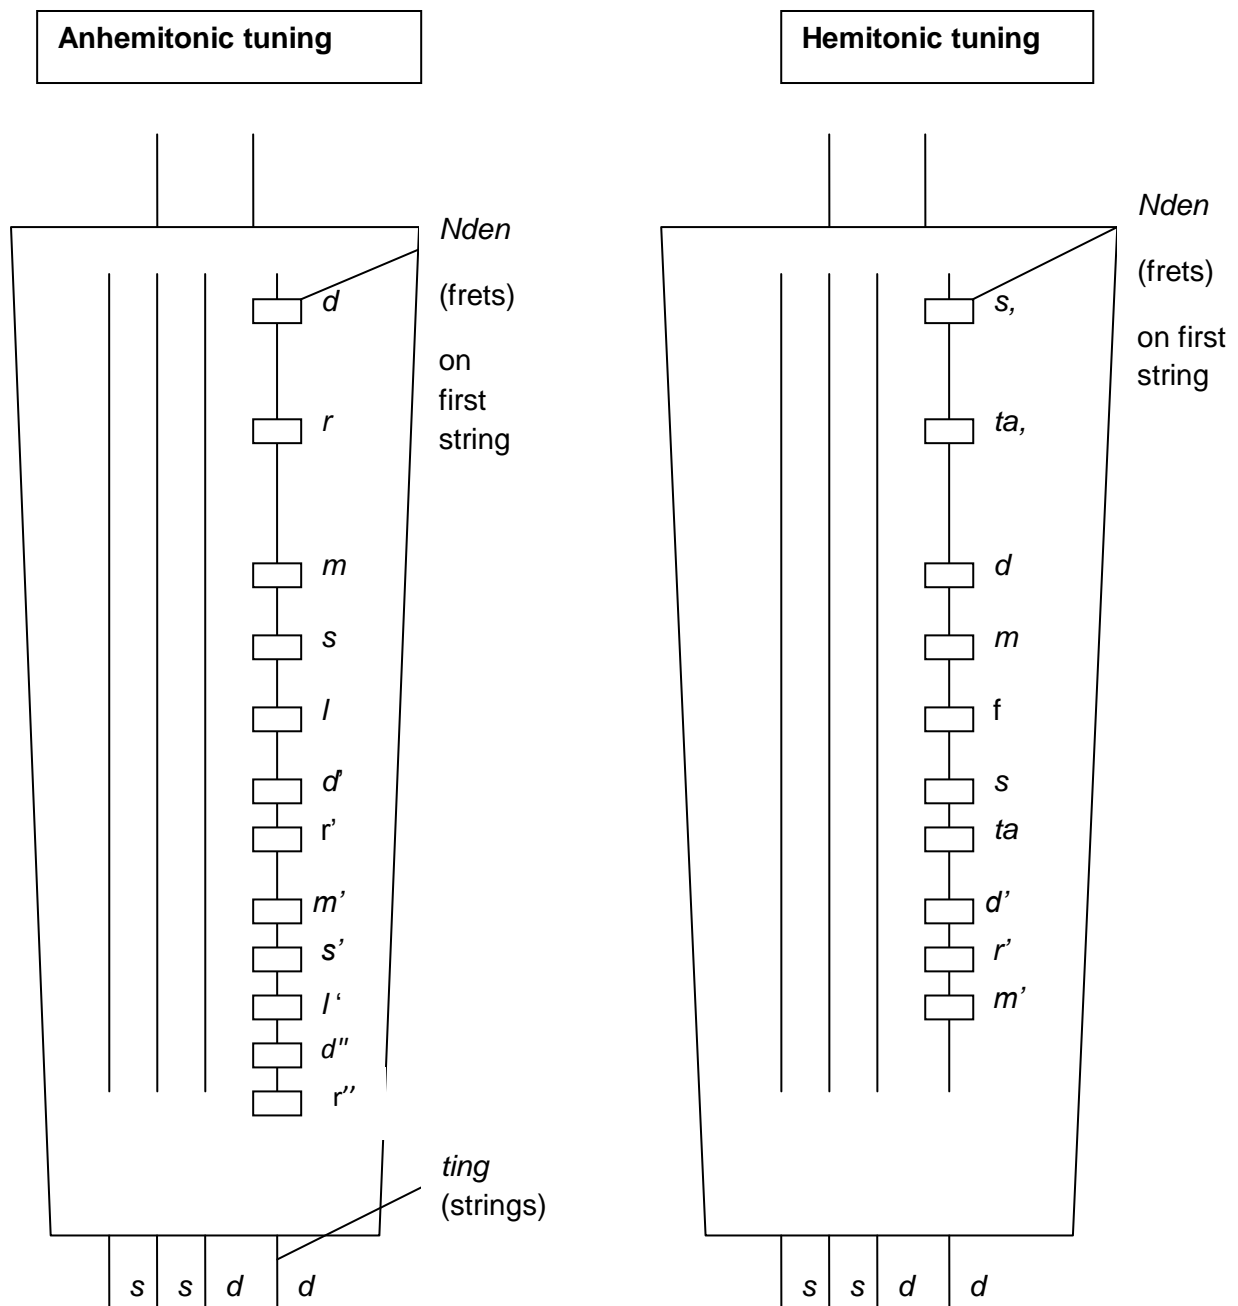 Anhemitonic tuning
Nden
(frets)
on
first
string
d
r
m
s
l
d'
r’
m’
s’
l ‘
d"
r’’
ting
(strings)
s s d d
Hemitonic tuning
Nden
(frets)
on first
string
s,
ta,
d
m
f
s
ta
d’
r’
m’
s s d d